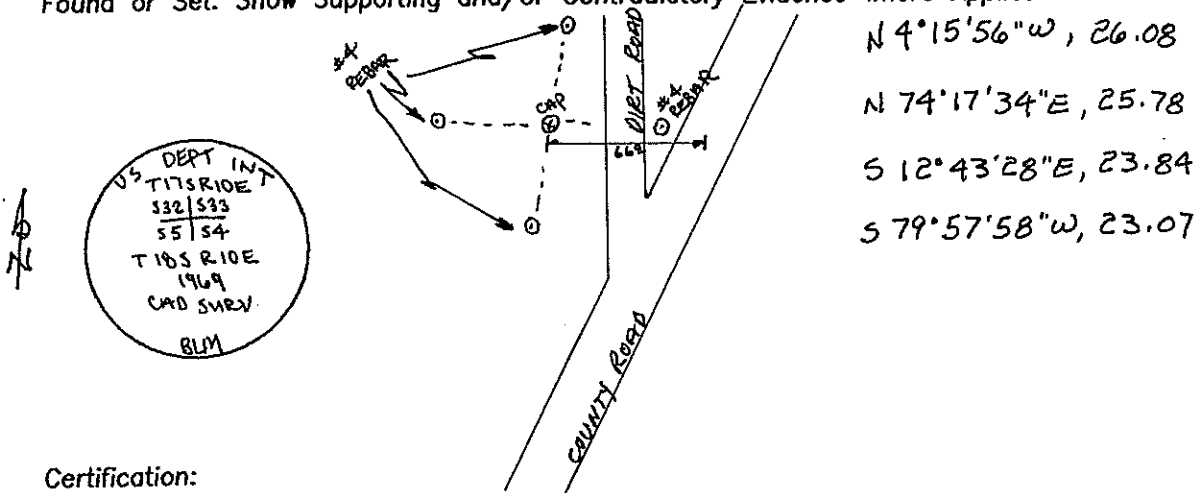 Found or Set. Show Supporting and/or Contradictory Evidence Where
N 4°15'56"W, 26.08
N 74°17'34"E, 25.78
S 12°43'28"E, 23.84
S 79°57'58"W, 23.07
#4
REBAR
CAP
DIRT ROAD
#4
REBAR
662
US DEPT INT
T17S R10E
S32|S33
S5|S4
T18S R10E
1969
CAD SURV.
BLM
N
COUNTY ROAD
Certification: